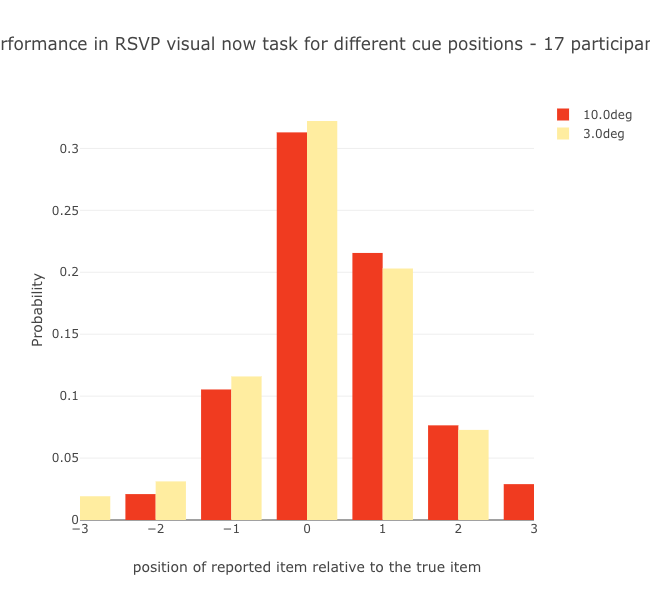 rformance in RSVP visual now task for different cue positions - 17 participa
10.0deg
3.0deg
0.3
0.25
0.2
0.15
0.1
0.05
0
Probability
−3 −2 −1 0 1 2 3
position of reported item relative to the true item